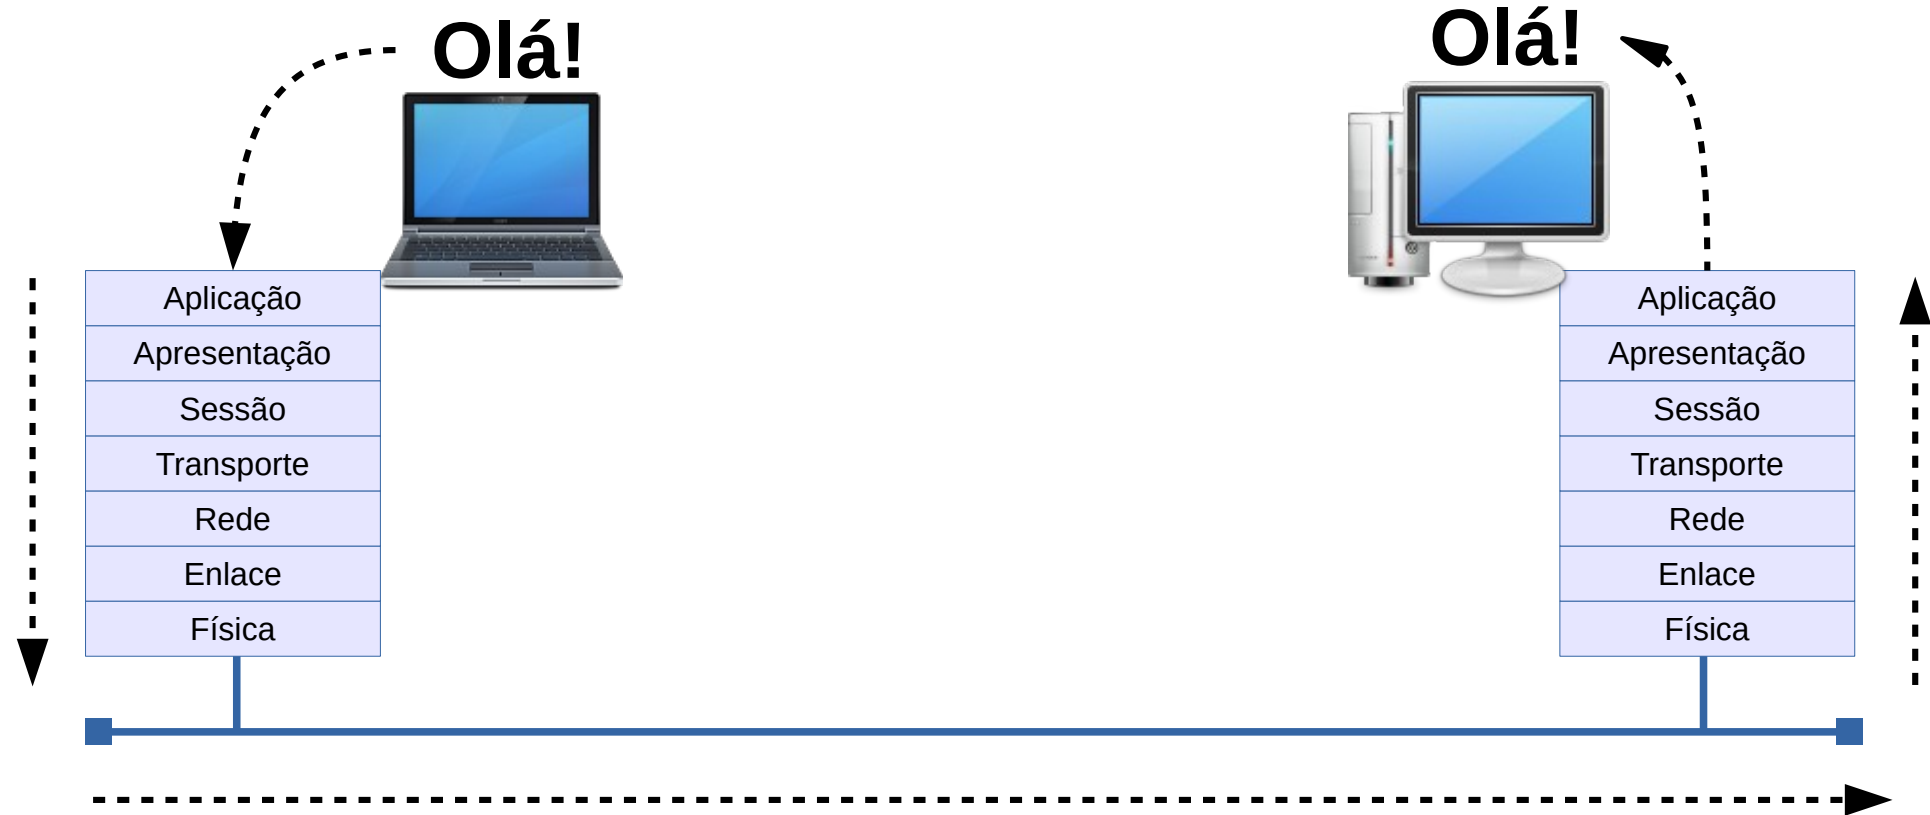 Olá!
Olá!
Aplicação
Apresentação
Sessão
Transporte
Rede
Enlace
Física
Aplicação
Apresentação
Sessão
Transporte
Rede
Enlace
Física